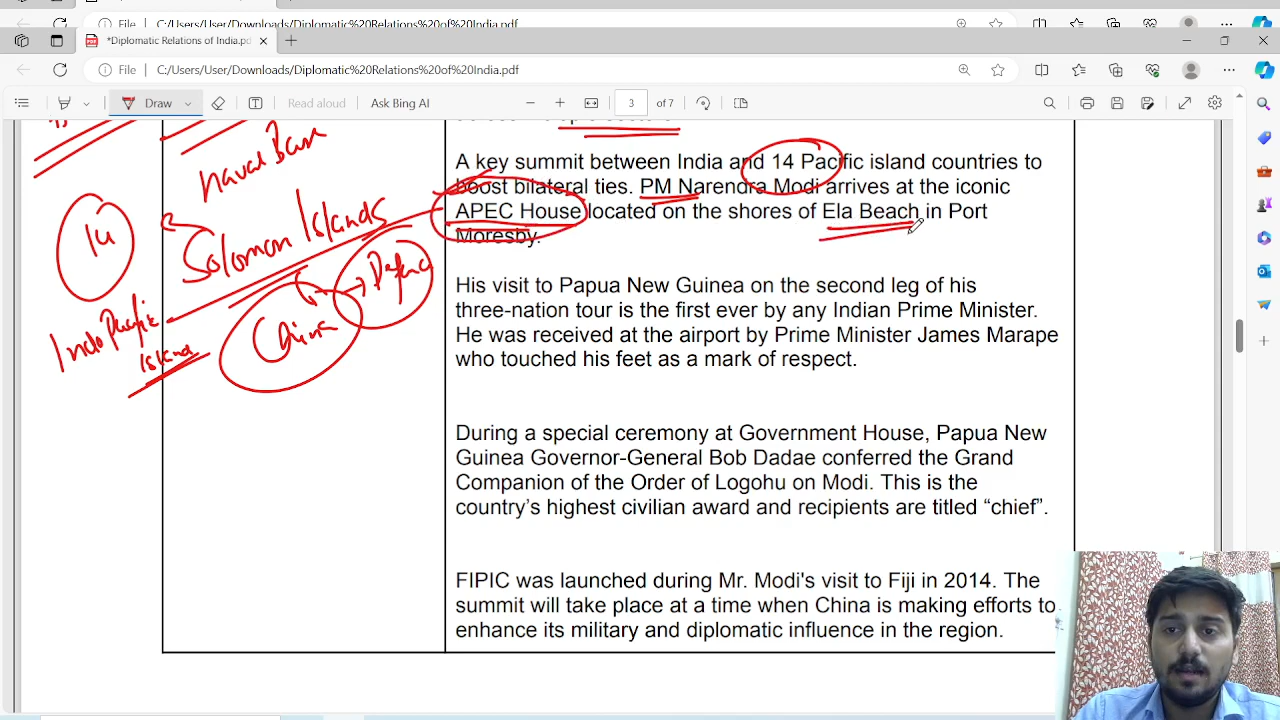 File C:/Users/User/Downloads/Diplomatic%20Relations%20of%20India.pdf
*Diplomatic Relations of India.pd
File C:/Users/User/Downloads/Diplomatic%20Relations%20of%20India.pdf
Draw Read aloud Ask Bing AI 3 of 7
A key summit between India and 14 Pacific island countries to
boost bilateral ties. PM Narendra Modi arrives at the iconic
APEC House located on the shores of Ela Beach in Port
Moresby.
His visit to Papua New Guinea on the second leg of his
three-nation tour is the first ever by any Indian Prime Minister.
He was received at the airport by Prime Minister James Marape
who touched his feet as a mark of respect.
During a special ceremony at Government House, Papua New
Guinea Governor-General Bob Dadae conferred the Grand
Companion of the Order of Logohu on Modi. This is the
country's highest civilian award and recipients are titled “chief”.
FIPIC was launched during Mr. Modi's visit to Fiji in 2014. The
summit will take place at a time when China is making efforts to
enhance its military and diplomatic influence in the region.
Naval Base
14
Solomon Islands
Defence
China
Indo Pacific
Island